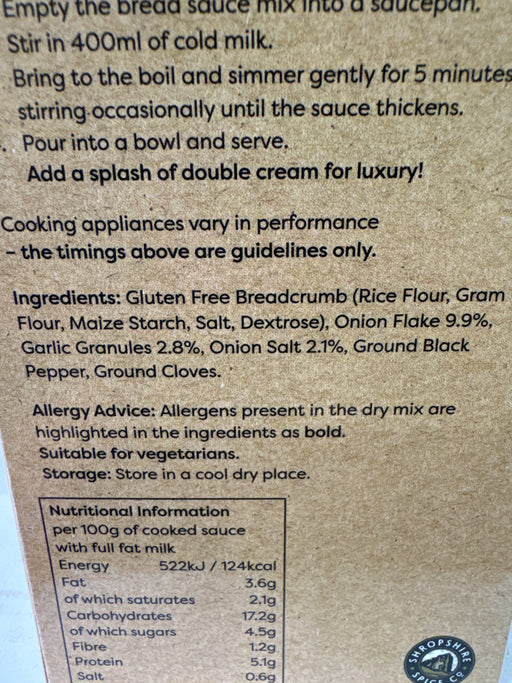 Empty the bread sauce mix into a saucepan.
Stir in 400ml of cold milk.
Bring to the boil and simmer gently for 5 minutes
stirring occasionally until the sauce thickens.
. Pour into a bowl and serve.
Add a splash of double cream for luxury!
Cooking appliances vary in performance
– the timings above are guidelines only.
Ingredients: Gluten Free Breadcrumb (Rice Flour, Gram
Flour, Maize Starch, Salt, Dextrose), Onion Flake 9.9%,
Garlic Granules 2.8%, Onion Salt 2.1%, Ground Black
Pepper, Ground Cloves.
Allergy Advice: Allergens present in the dry mix are
highlighted in the ingredients as bold.
Suitable for vegetarians.
Storage: Store in a cool dry place.
Nutritional Information
per 100g of cooked sauce
with full fat milk
Energy 522kJ / 124kcal
Fat 3.6g
of which saturates 2.1g
Carbohydrates 17.2g
of which sugars 4.5g
Fibre 1.2g
Protein 5.1g
Salt 0.6g
SHROPSHIRE
SPICE CO.